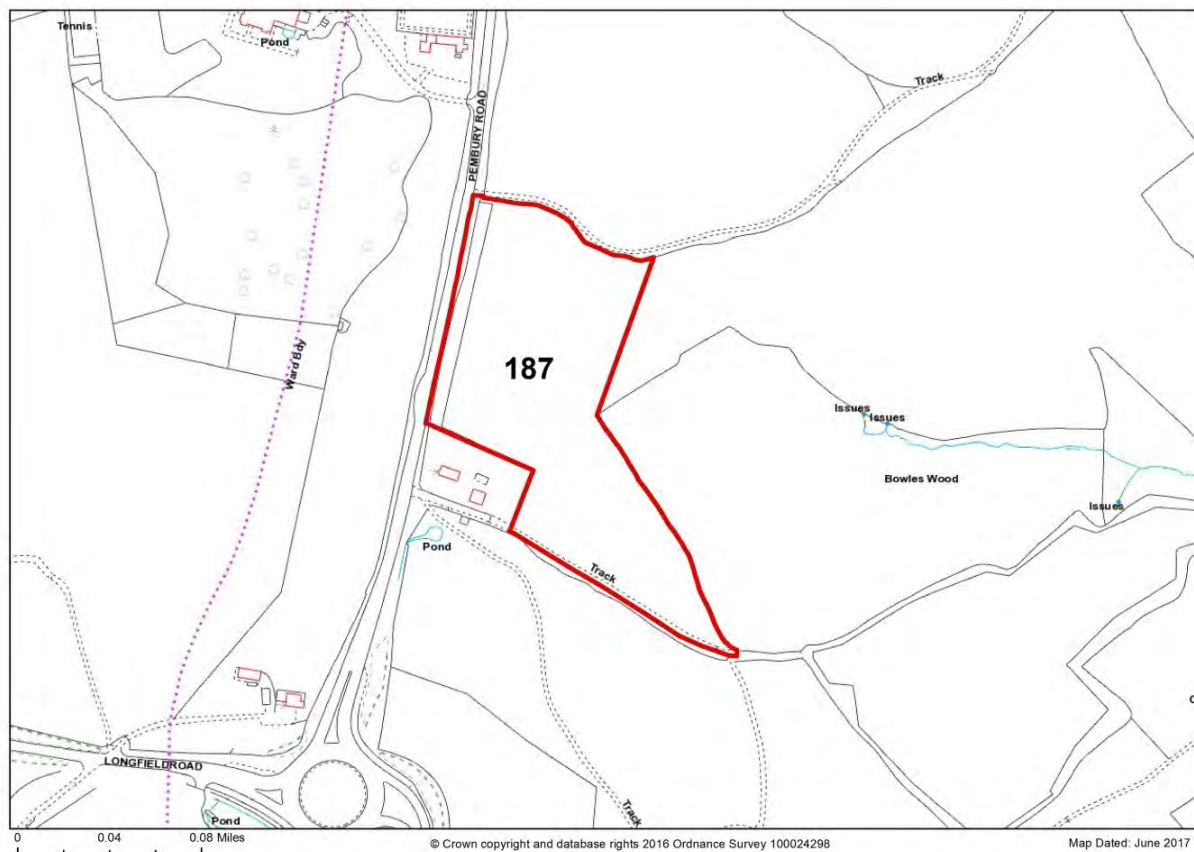 Tennis
Pond
Track
PEMBURY ROAD
187
Ward Bdy
Issues
Issues
Bowles Wood
Issues
Pond
Track
LONGFIELDROAD
Pond
Track
0 0.04 0.08 Miles
© Crown copyright and database rights 2016 Ordnance Survey 100024298
Map Dated: June 2017